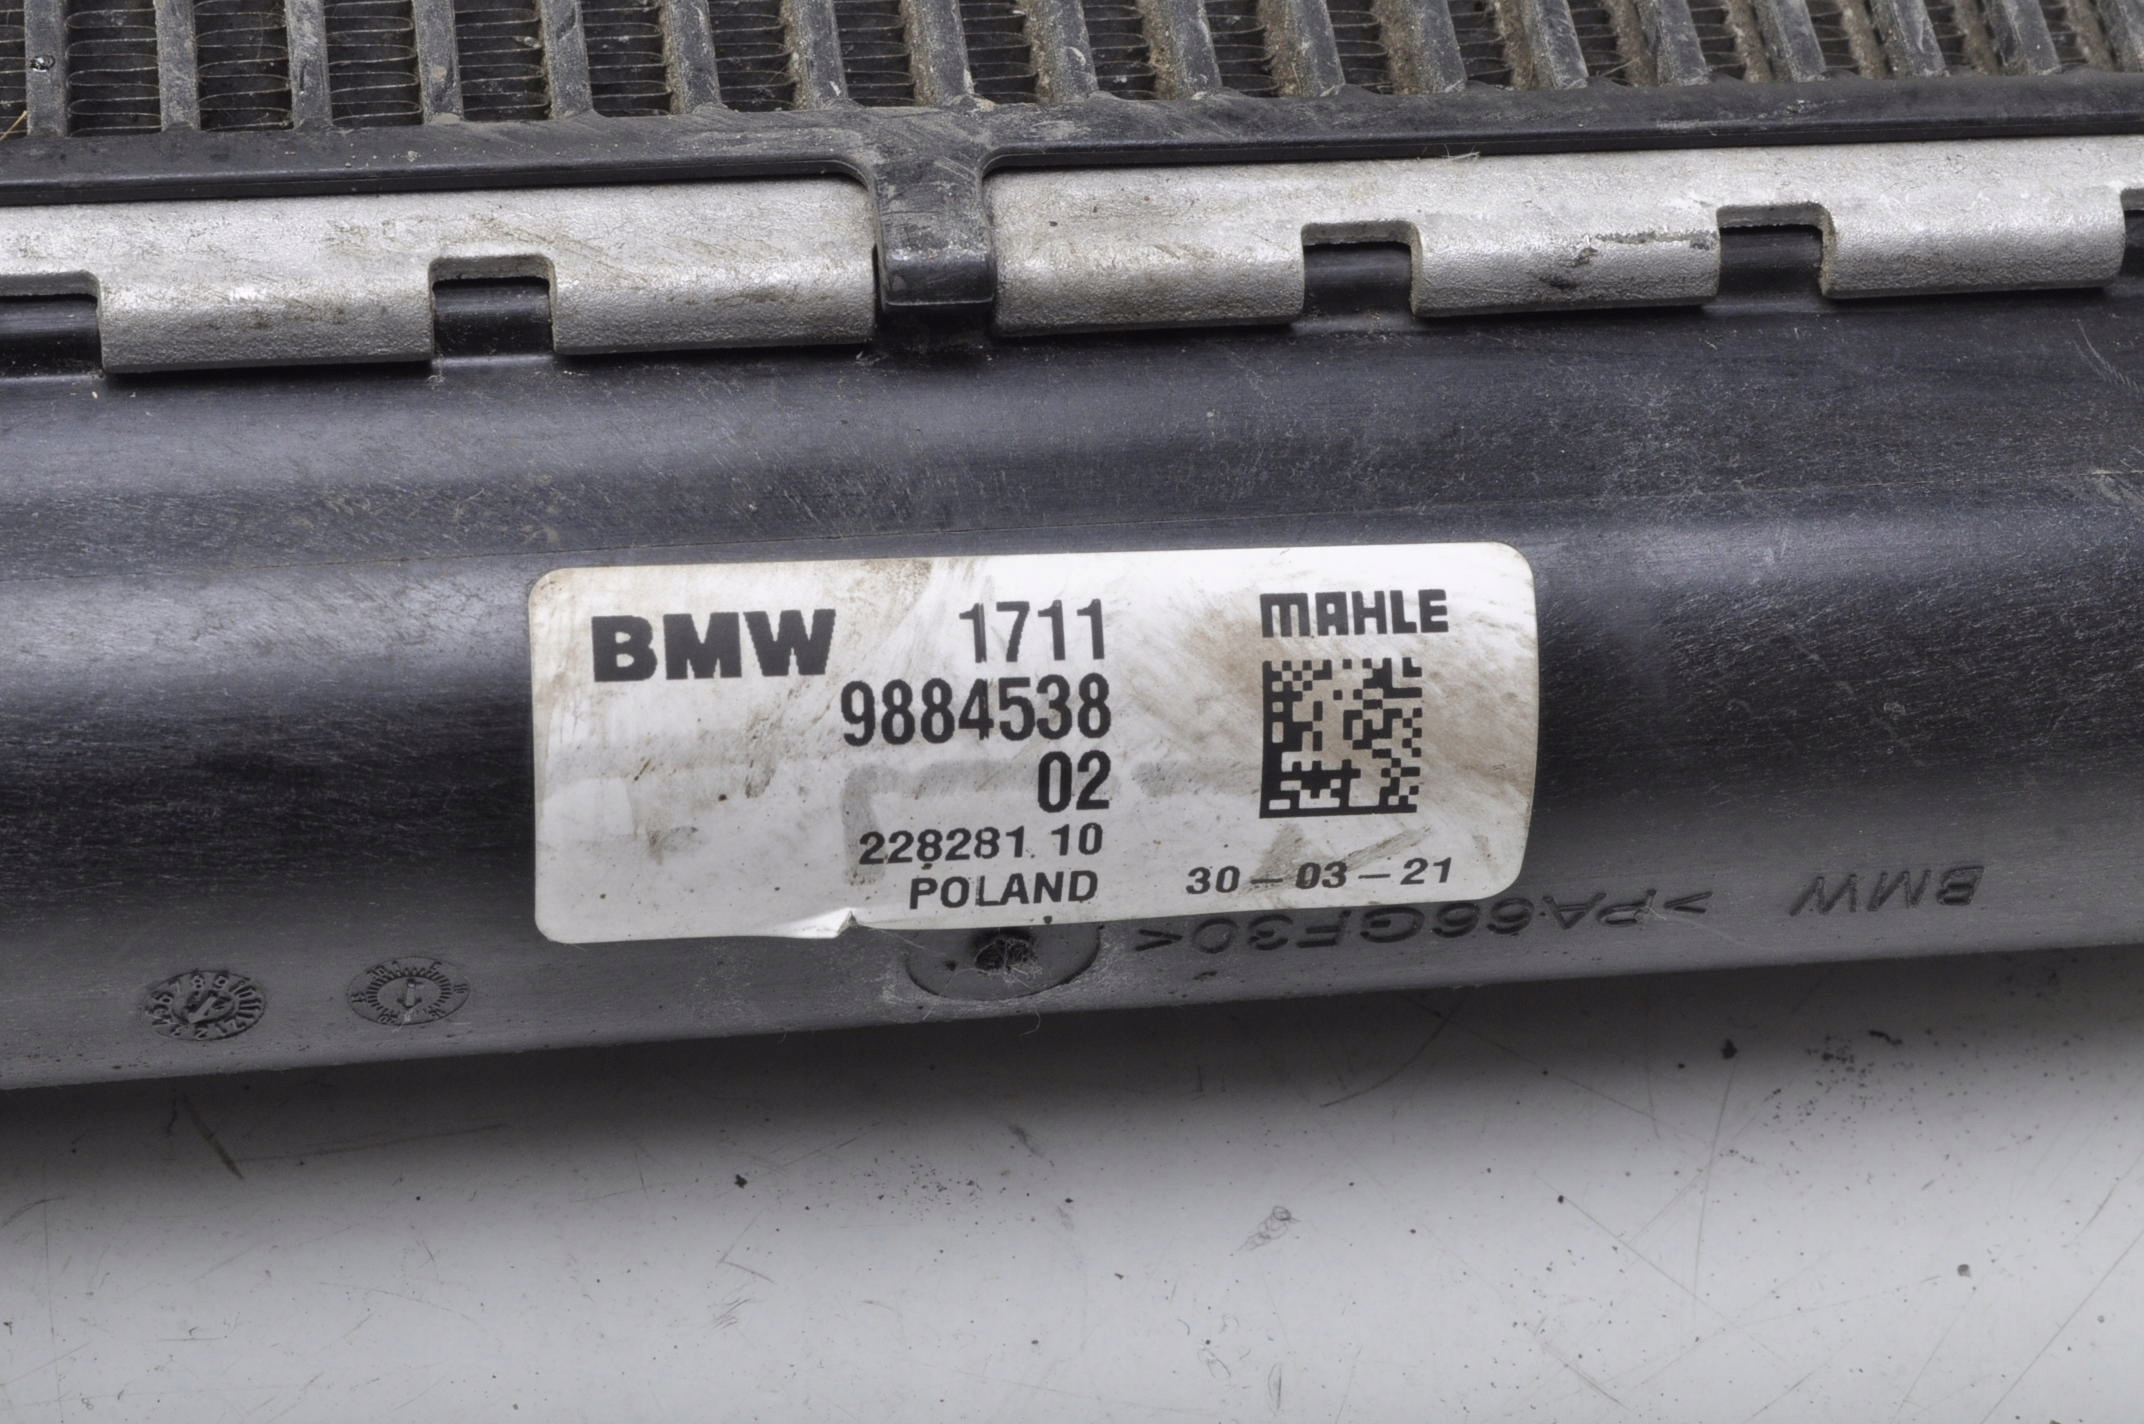 BMW 1711 MAHLE
9884538
02
228281 10
POLAND 30-03-21
>PA66GF30< BMW